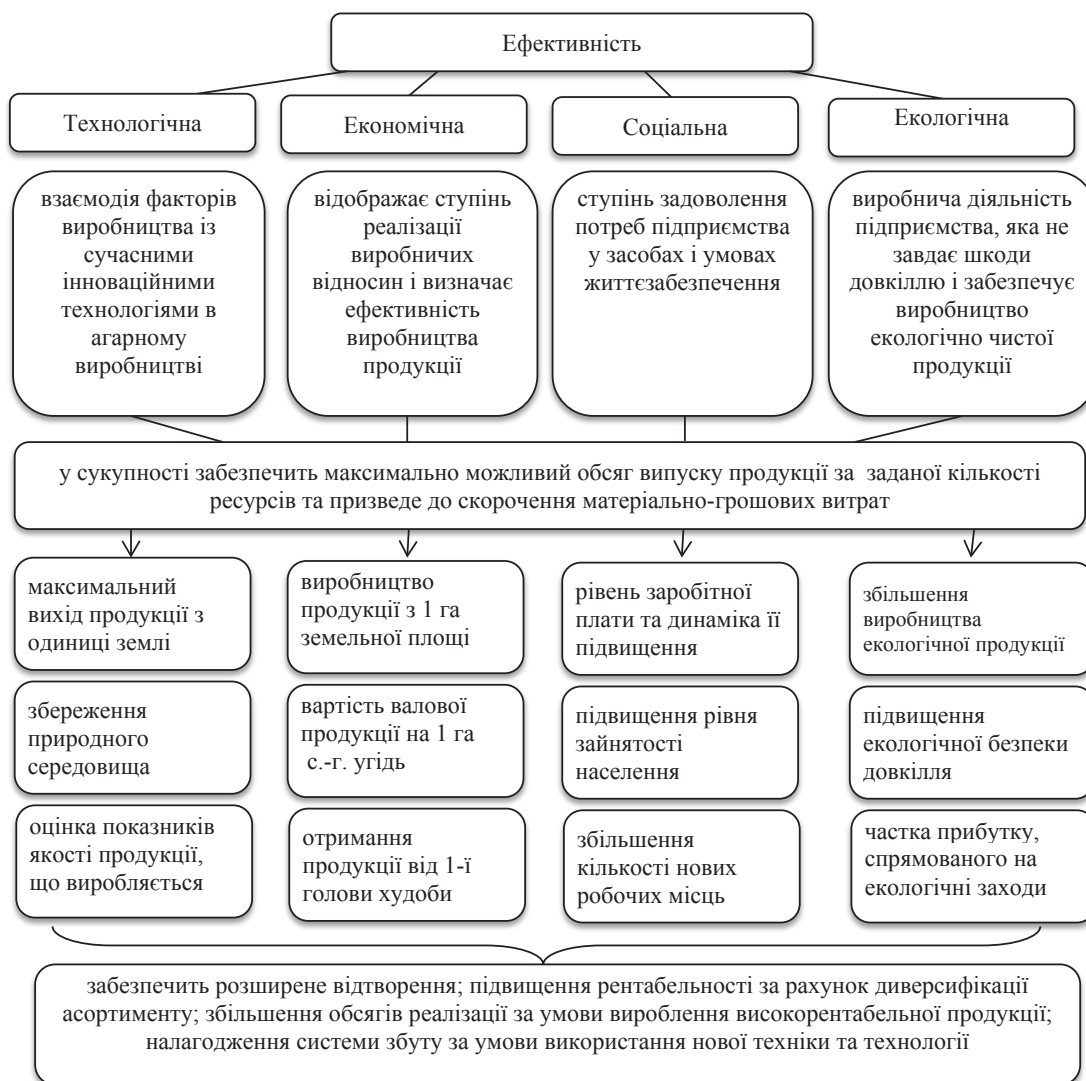 Ефективність
Технологічна
Економічна
Соціальна
Екологічна
взаємодія факторів
виробництва із
сучасними
інноваційними
технологіями в
агарному
виробництві
відображає ступінь
реалізації
виробничих
відносин і визначає
ефективність
виробництва
продукції
ступінь задоволення
потреб підприємства
у засобах і умовах
життєзабезпечення
виробнича діяльність
підприємства, яка не
завдає шкоди
довкіллю і забезпечує
виробництво
екологічно чистої
продукції
у сукупності забезпечить максимально можливий обсяг випуску продукції за заданої кількості
ресурсів та призведе до скорочення матеріально-грошових витрат
максимальний
вихід продукції з
одиниці землі
виробництво
продукції з 1 га
земельної площі
рівень заробітної
плати та динаміка її
підвищення
збільшення
виробництва
екологічної продукції
збереження
природного
середовища
вартість валової
продукції на 1 га
с.-г. угідь
підвищення рівня
зайнятості
населення
підвищення
екологічної безпеки
довкілля
оцінка показників
якості продукції,
що виробляється
отримання
продукції від 1-ї
голови худоби
збільшення
кількості нових
робочих місць
частка прибутку,
спрямованого на
екологічні заходи
забезпечить розширене відтворення; підвищення рентабельності за рахунок диверсифікації
асортименту; збільшення обсягів реалізації за умови вироблення високорентабельної продукції;
налагодження системи збуту за умови використання нової техніки та технології